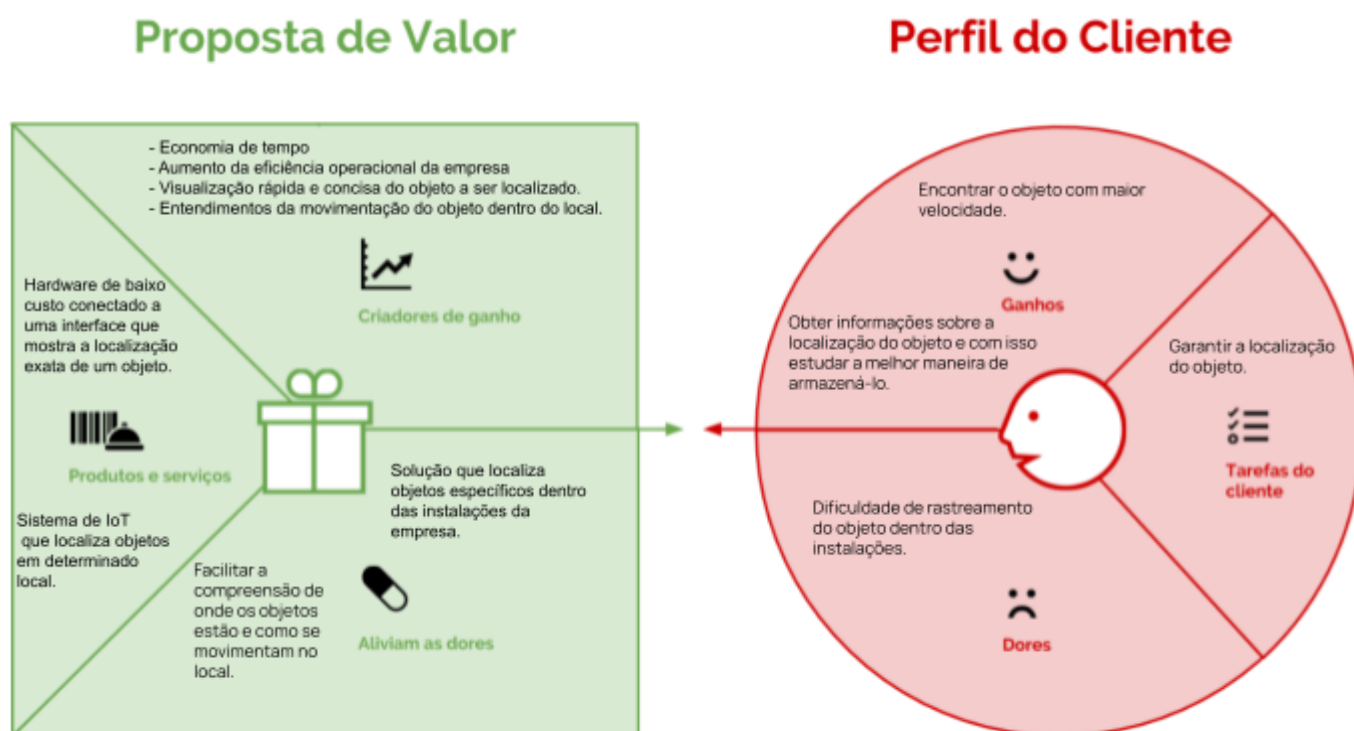 Proposta de Valor
- Economia de tempo
- Aumento da eficiência operacional da empresa
- Visualização rápida e concisa do objeto a ser localizado.
- Entendimentos da movimentação do objeto dentro do local.
Criadores de ganho
Hardware de baixo
custo conectado a
uma interface que
mostra a localização
exata de um objeto.
Produtos e serviços
Sistema de IoT
que localiza objetos
em determinado
local.
Solução que localiza
objetos específicos dentro
das instalações da
empresa.
Facilitar a
compreensão de
onde os objetos
estão e como se
movimentam no
local.
Aliviam as dores
Perfil do Cliente
Encontrar o objeto com maior
velocidade.
Ganhos
Obter informações sobre a
localização do objeto e com isso
estudar a melhor maneira de
armazená-lo.
Garantir a localização
do objeto.
Tarefas do
cliente
Dificuldade de rastreamento
do objeto dentro das
instalações.
Dores